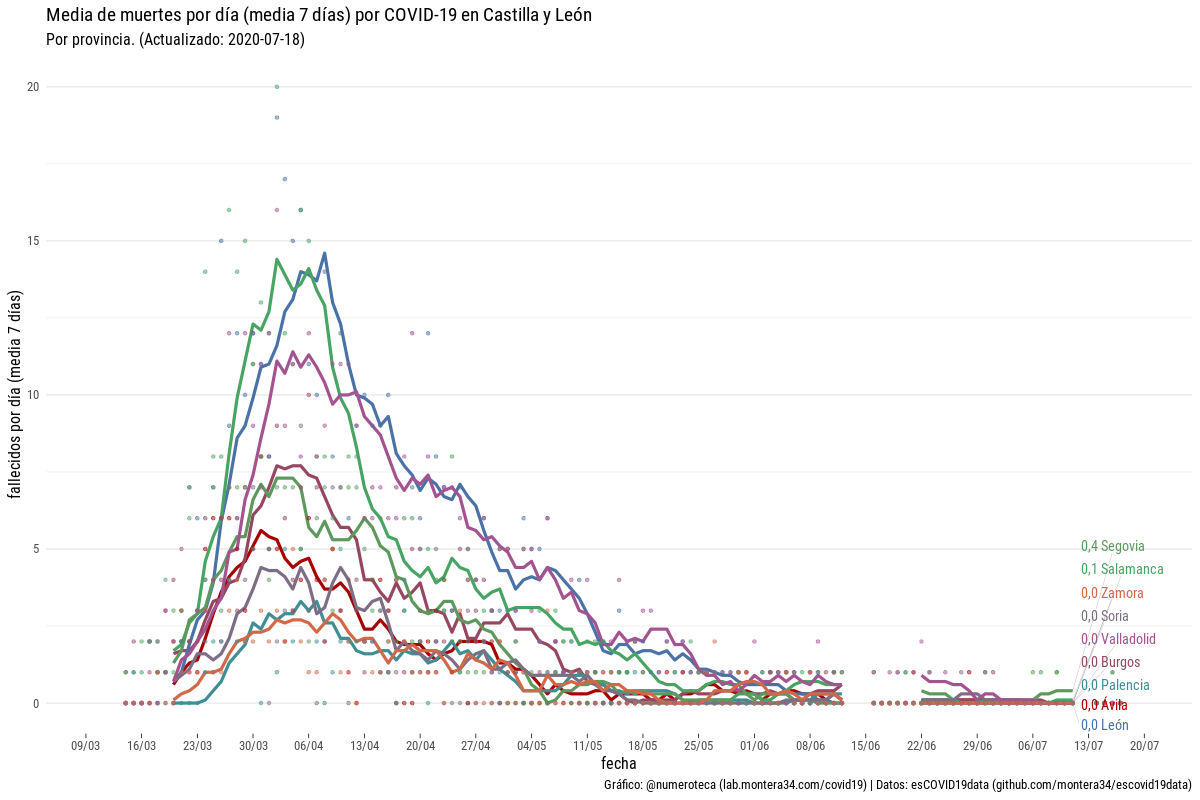 Media de muertes por día (media 7 días) por COVID-19 en Castilla y León
Por provincia. (Actualizado: 2020-07-18)
fallecidos por día (media 7 días)
20
15
10
5
0
0,4 Segovia
0,1 Salamanca
0,0 Zamora
0,0 Soria
0,0 Valladolid
0,0 Burgos
0,0 Palencia
0,0 Ávila
0,0 León
09/03 16/03 23/03 30/03 06/04 13/04 20/04 27/04 04/05 11/05 18/05 25/05 01/06 08/06 15/06 22/06 29/06 06/07 13/07 20/07
fecha
Gráfico: @numeroteca (lab.montera34.com/covid19) | Datos: esCOVID19data (github.com/montera34/escovid19data)